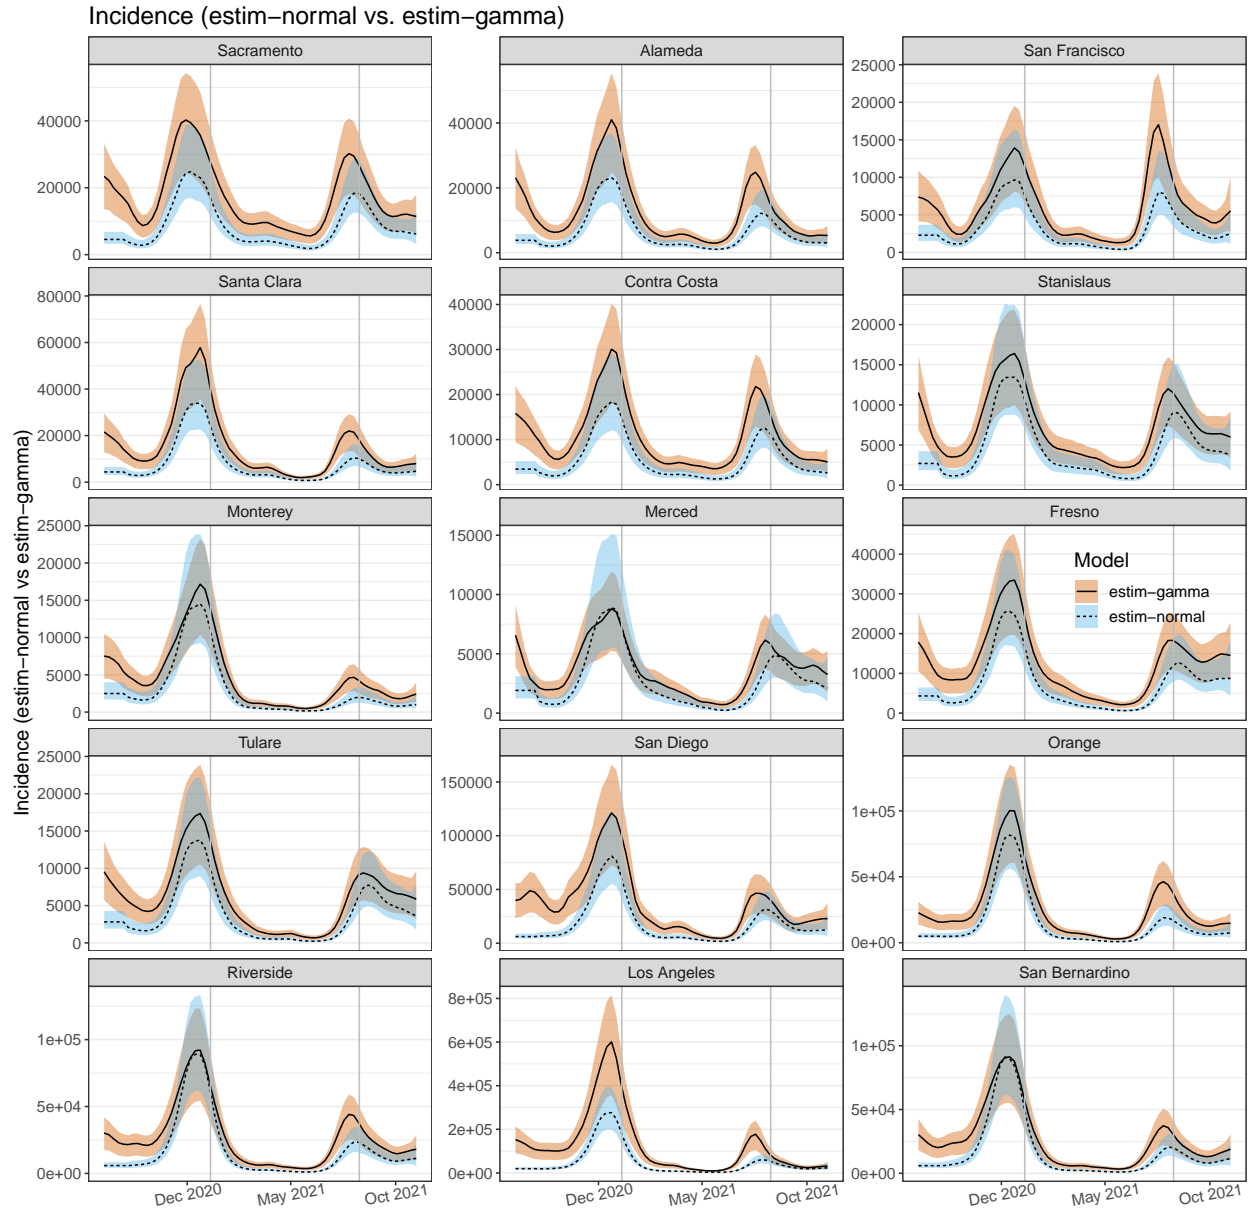 Incidence (estim−normal vs. estim−gamma)
Incidence (estim−normal vs estim−gamma)
Sacramento
Alameda
San Francisco
40000
20000
0
40000
20000
0
25000
20000
15000
10000
5000
0
Santa Clara
Contra Costa
Stanislaus
80000
60000
40000
20000
0
40000
30000
20000
10000
0
20000
15000
10000
5000
0
Monterey
Merced
Fresno
25000
20000
15000
10000
5000
0
15000
10000
5000
0
40000
30000
20000
10000
0
Model
estim−gamma
estim−normal
Tulare
San Diego
Orange
25000
20000
15000
10000
5000
0
150000
100000
50000
0
1e+05
5e+04
0e+00
Riverside
Los Angeles
San Bernardino
1e+05
5e+04
0e+00
8e+05
6e+05
4e+05
2e+05
0e+00
1e+05
5e+04
0e+00
Dec 2020
May 2021
Oct 2021
Dec 2020
May 2021
Oct 2021
Dec 2020
May 2021
Oct 2021